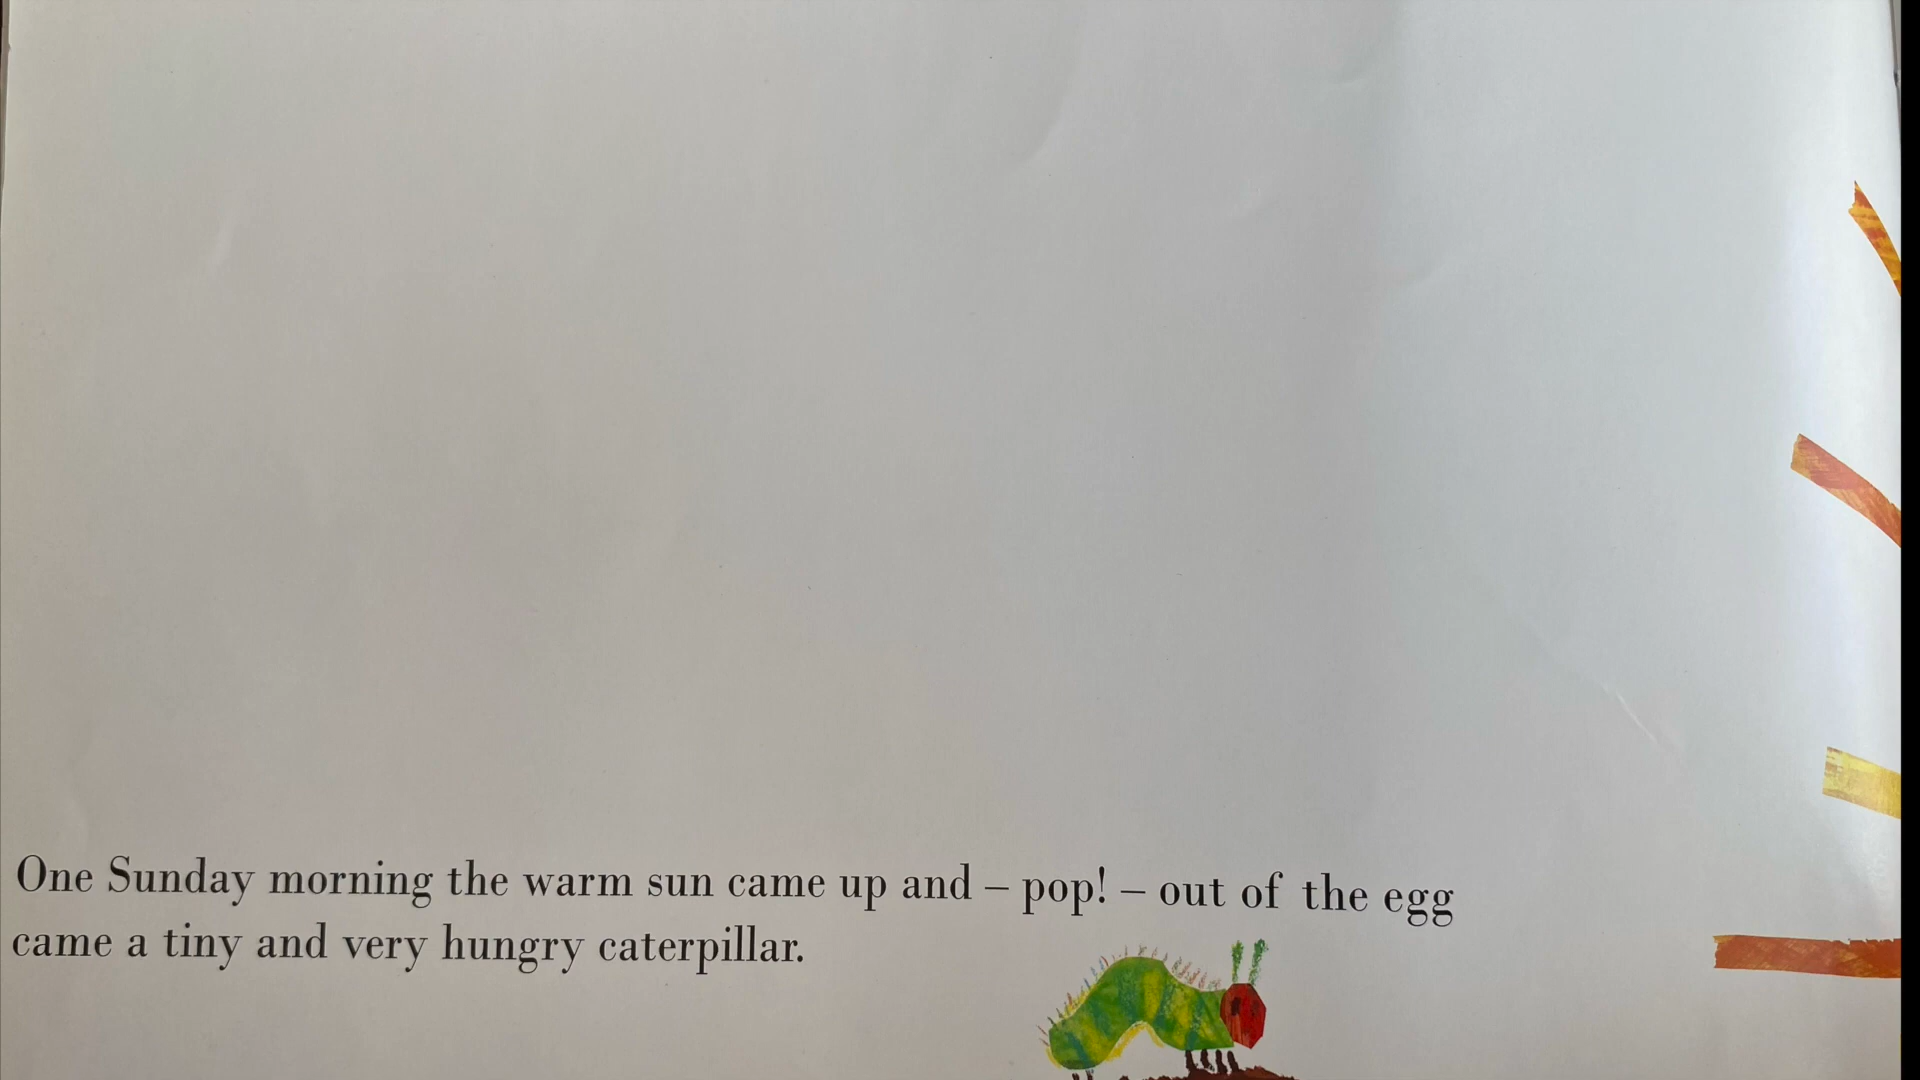 One Sunday morning the warm sun came up and – pop! – out of the egg
came a tiny and very hungry caterpillar.